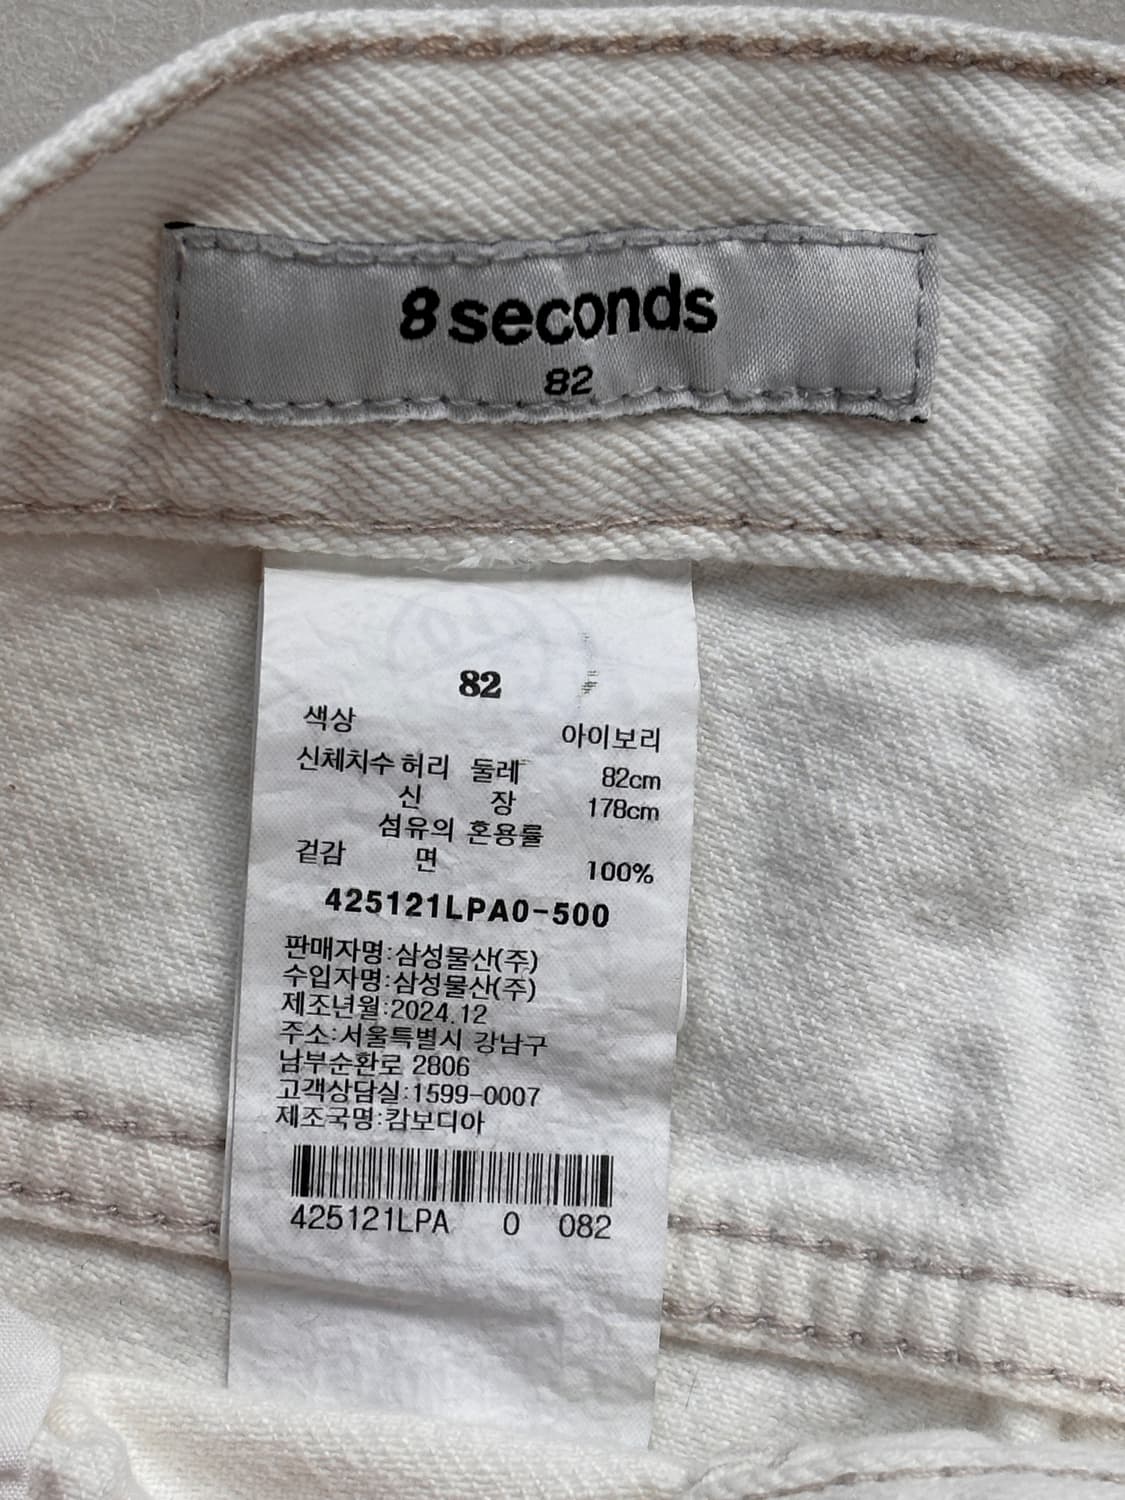 8 seconds
82
82
색상 아이보리
신체치수 허리 둘레 82cm
신 장 178cm
섬유의 혼용률
겉감 면 100%
425121LPA0-500
판매자명:삼성물산(주)
수입자명:삼성물산(주)
제조년월:2024.12
주소:서울특별시 강남구
남부순환로 2806
고객상담실:1599-0007
제조국명:캄보디아
425121LPA 0 082